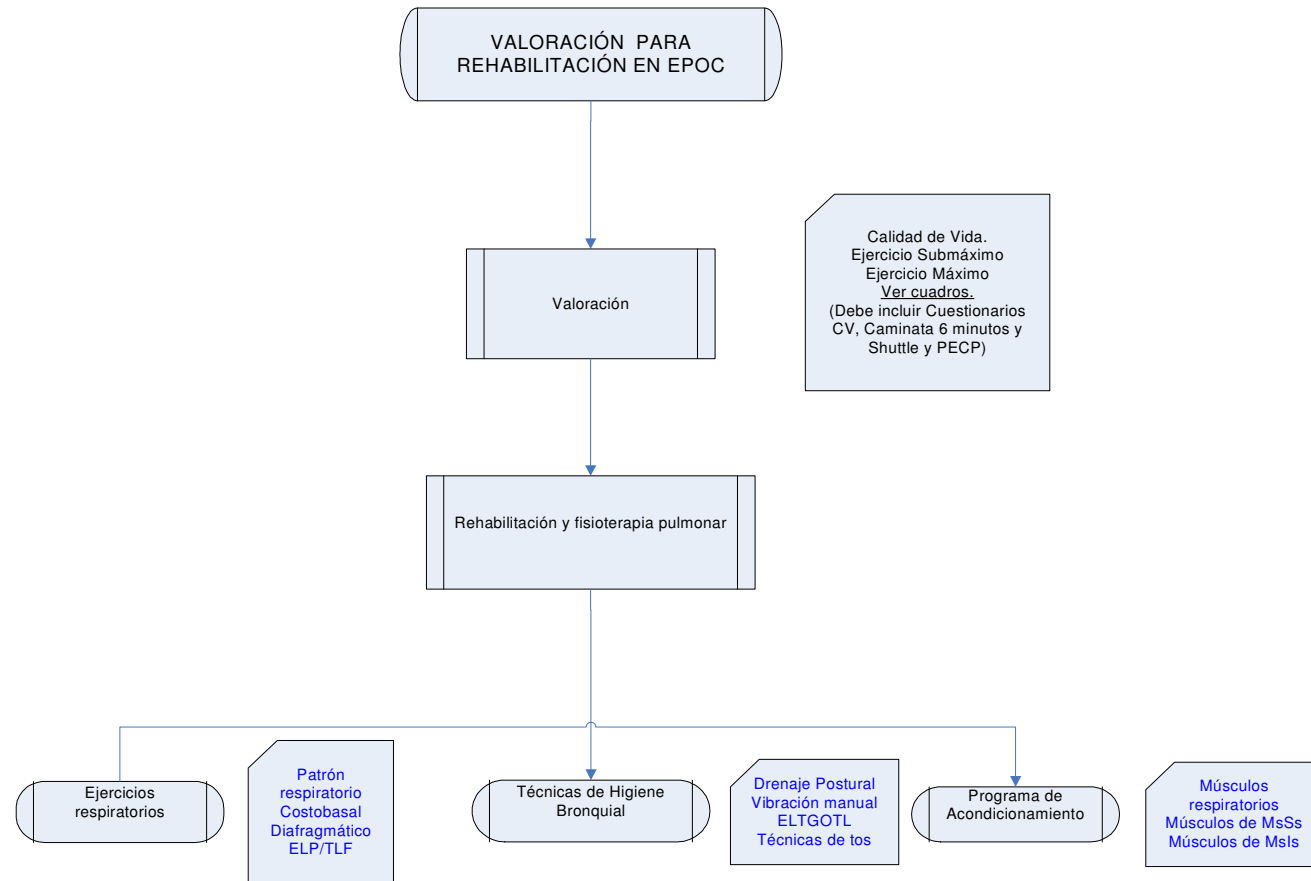 VALORACIÓN PARA
REHABILITACIÓN EN EPOC
Calidad de Vida.
Ejercicio Submáximo
Ejercicio Máximo
Ver cuadros.
(Debe incluir Cuestionarios
CV, Caminata 6 minutos y
Shuttle y PECP)
Valoración
Rehabilitación y fisioterapia pulmonar
Ejercicios
respiratorios
Patrón
respiratorio
Costobasal
Diafragmático
ELP/TLF
Técnicas de Higiene
Bronquial
Drenaje Postural
Vibración manual
ELTGOTL
Técnicas de tos
Programa de
Acondicionamiento
Músculos
respiratorios
Músculos de MsSs
Músculos de MsIs